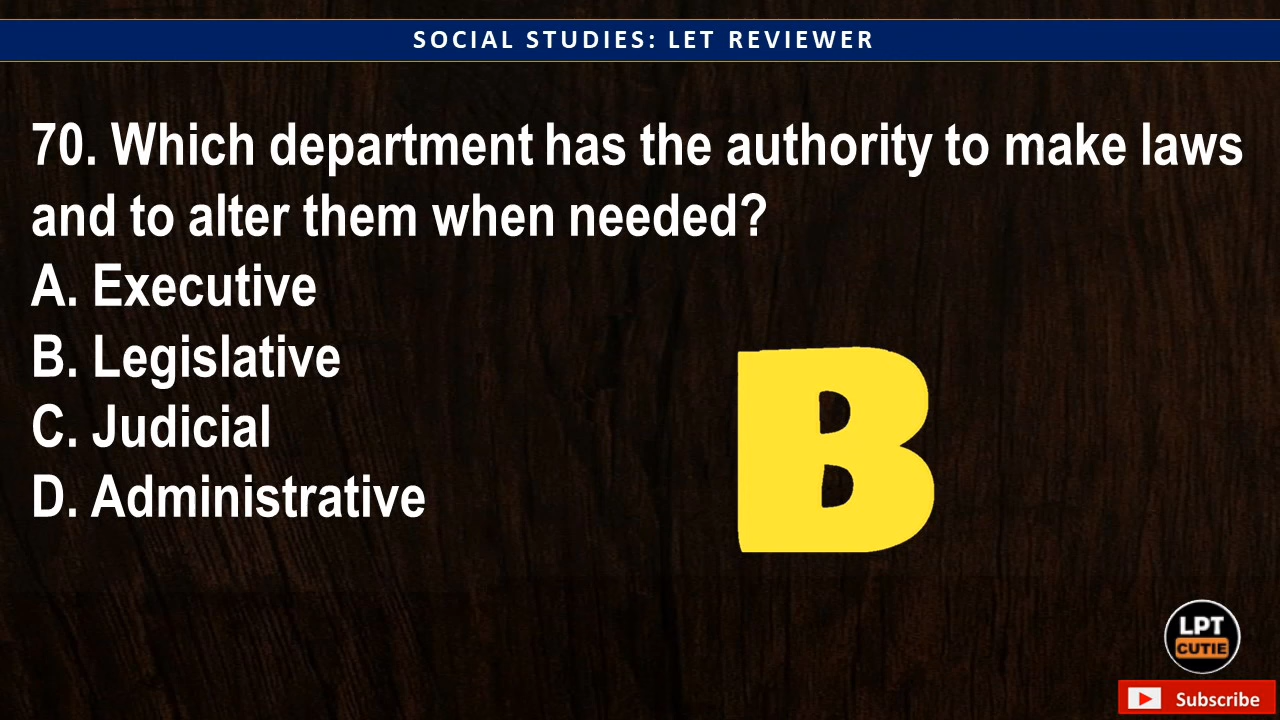 SOCIAL STUDIES: LET REVIEWER
70. Which department has the authority to make laws
and to alter them when needed?
A. Executive
B. Legislative
C. Judicial
D. Administrative
B
LPT
CUTIE
Subscribe